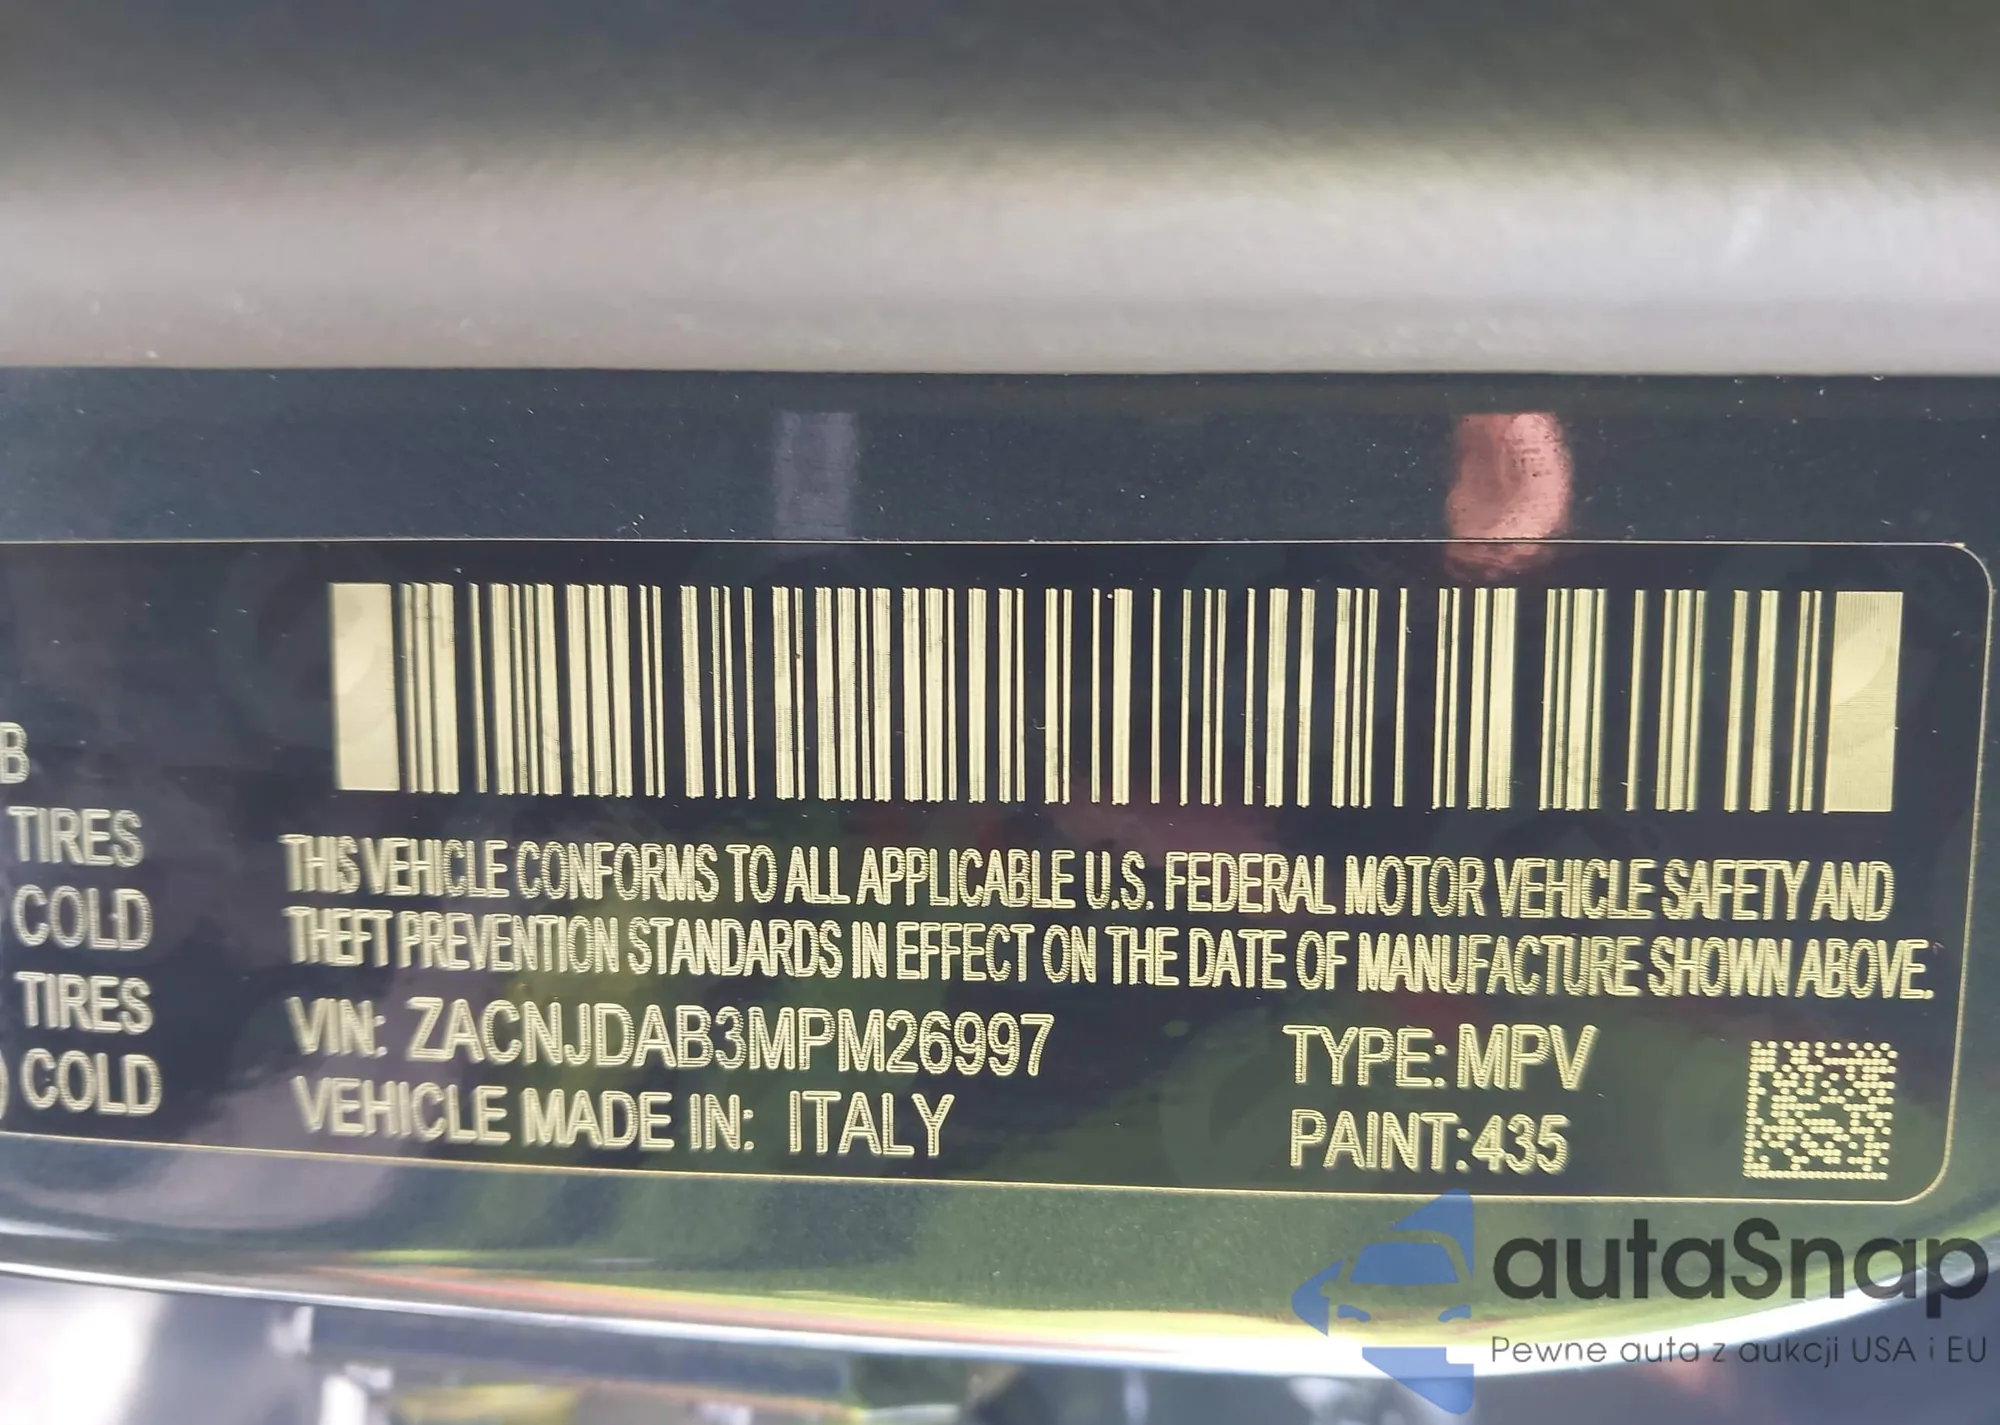 B
TIRES
COLD
TIRES
) COLD
THIS VEHICLE CONFORMS TO ALL APPLICABLE U.S. FEDERAL MOTOR VEHICLE SAFETY AND
THEFT PREVENTION STANDARDS IN EFFECT ON THE DATE OF MANUFACTURE SHOWN ABOVE.
VIN: ZACNJDAB3MPM26997
TYPE: MPV
VEHICLE MADE IN: ITALY
PAINT:435
autaSnap
Pewne auta z aukcji USA i EU